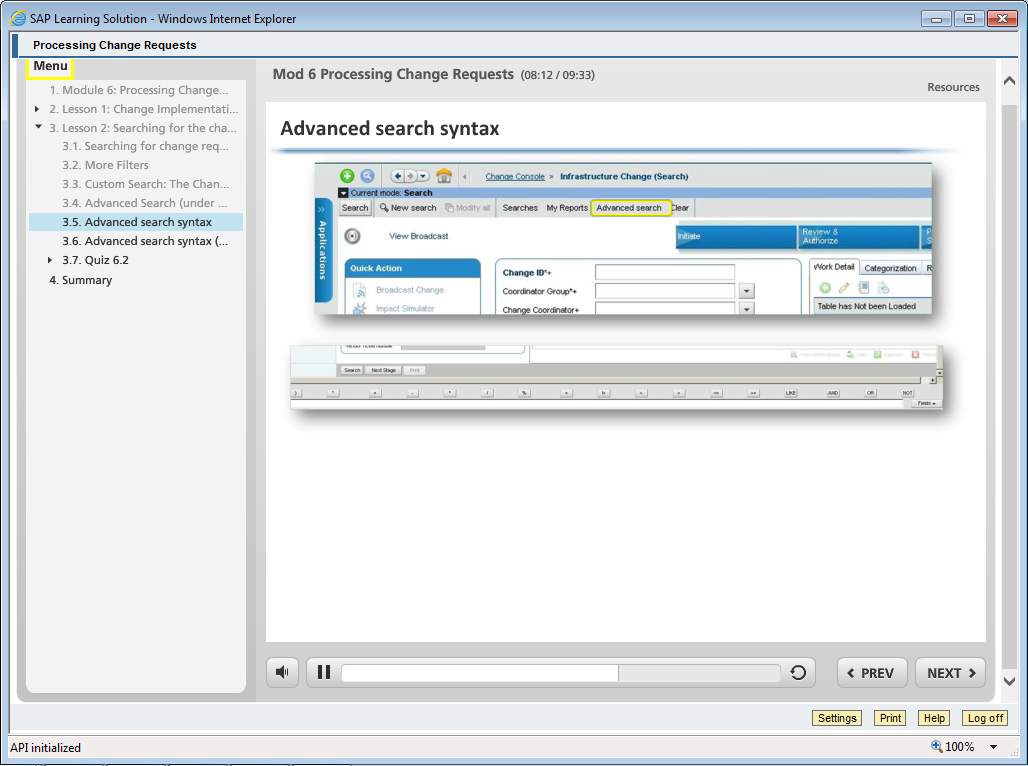 SAP Learning Solution - Windows Internet Explorer
Processing Change Requests
Menu
1. Module 6: Processing Change...
2. Lesson 1: Change Implementati...
3. Lesson 2: Searching for the cha...
3.1. Searching for change req...
3.2. More Filters
3.3. Custom Search: The Chan...
3.4. Advanced Search (under ...
3.5. Advanced search syntax
3.6. Advanced search syntax (...
3.7. Quiz 6.2
4. Summary
Mod 6 Processing Change Requests (08:12 / 09:33)
Resources
Advanced search syntax
Change Console > Infrastructure Change (Search)
Current mode: Search
Search New search Modify all Searches My Reports Advanced search Clear
Applications
View Broadcast
Initiate
Review &
Authorize
Quick Action
Broadcast Change
Impact Simulator
Change ID*+
Coordinator Group*+
Change Coordinator+
Work Detail Categorization R
Table has Not been Loaded
Search Next Stage Print
LIKE AND OR NOT
Fields
PREV
NEXT
Settings Print Help Log off
API initialized
100%